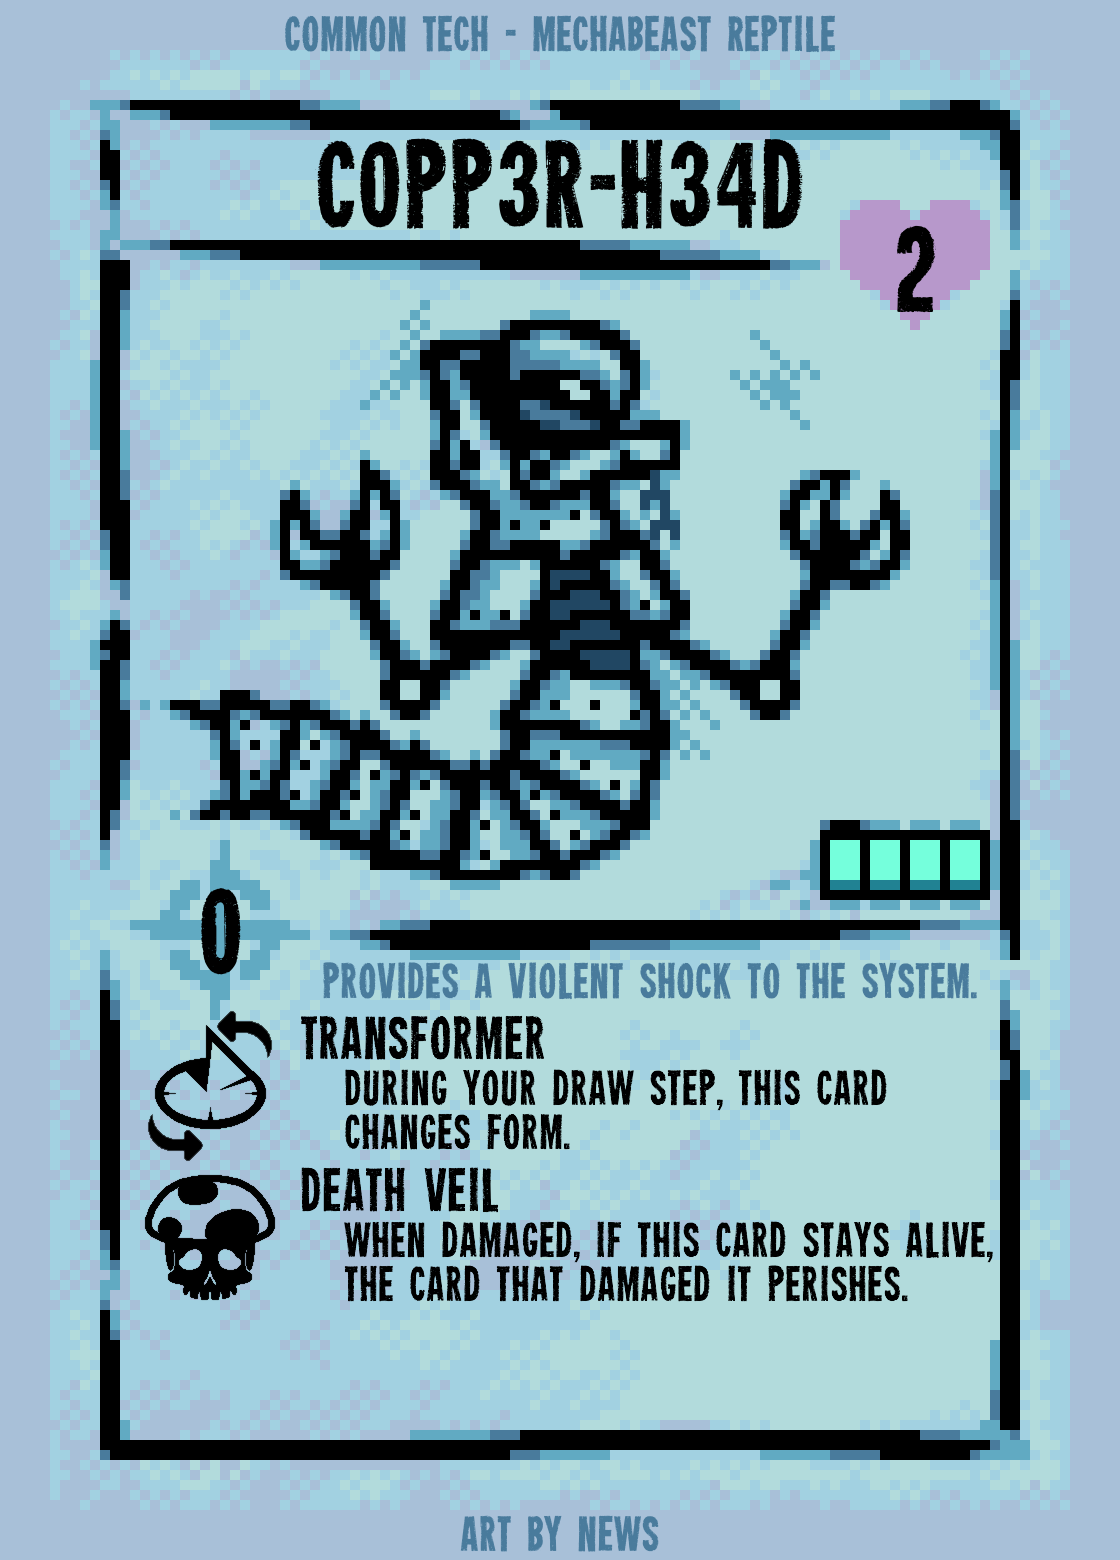 COMMON TECH - MECHABEAST REPTILE
C0PP3R-H34D
2
0
PROVIDES A VIOLENT SHOCK TO THE SYSTEM.
TRANSFORMER
DURING YOUR DRAW STEP, THIS CARD
CHANGES FORM.
DEATH VEIL
WHEN DAMAGED, IF THIS CARD STAYS ALIVE,
THE CARD THAT DAMAGED IT PERISHES.
ART BY NEWS